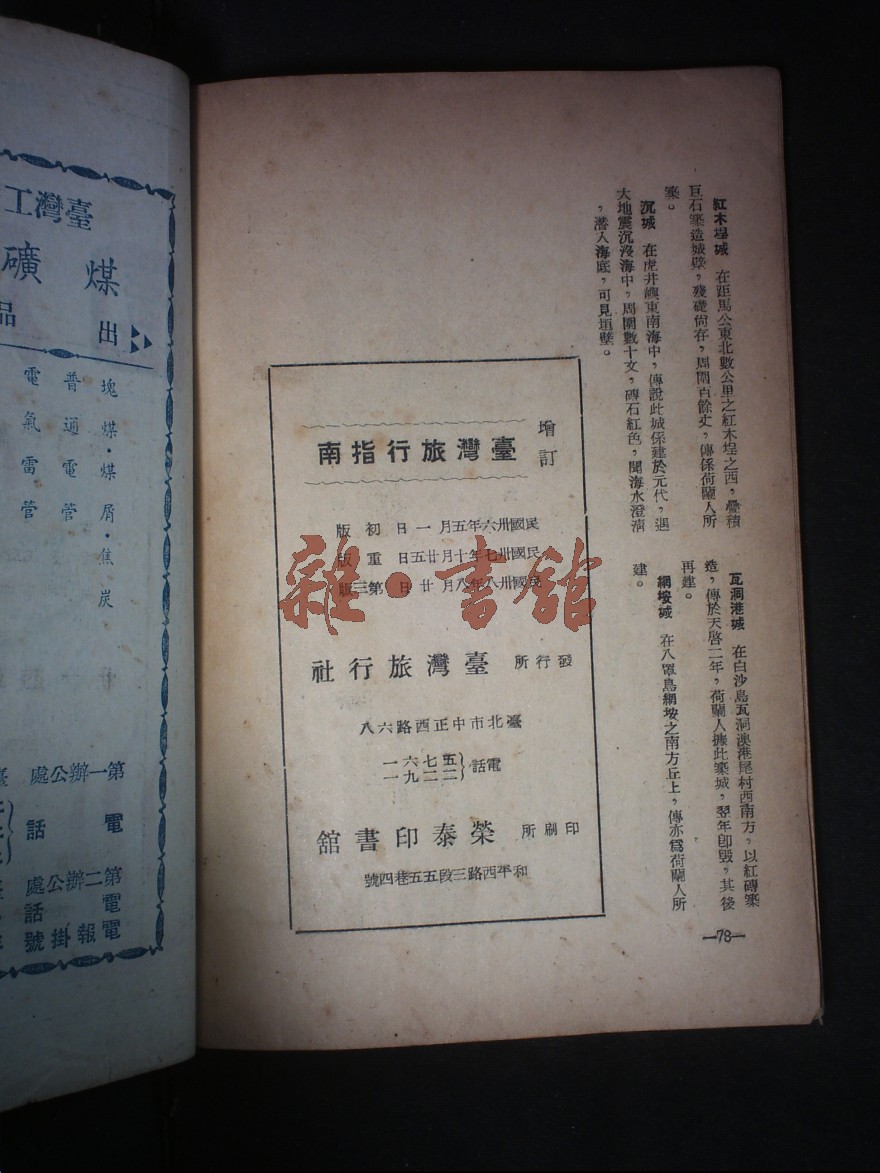 紅木埕城　在距馬公東北數公里之紅木埕之西，疊積
巨石築造城壁，殘礎尙存，周圍百餘丈，傳係荷蘭人所
築。
沉城　在虎井嶼東南海中，傳說此城係建於元代，遇
大地震沉沒海中，周圍數十丈，磚石紅色，聞海水澄淸
，潛入海底，可見垣壁。
瓦洞港城　在白沙島瓦洞澳港尾村西南方，以紅磚築
造，傳於天啓二年，荷蘭人據此築城，翌年卽毀，其後
再建。
網垵城　在八罩島網垵之南方丘上，傳亦爲荷蘭人所
建。
—78—
增訂
臺灣旅行指南
民國卅六年五月一日初版
民國卅七年十月廿五日重版
民國卅八年八月廿日第三版
發行所　臺灣旅行社
臺北市中正西路六八
電話｛五七六一
二二九一
印刷所　榮泰印書館
和平西路三段五五巷四號
雜·書館
臺灣工
煤礦
出品
塊煤·煤屑·焦炭
普通電管
電氣雷管
第一辦公處
電話
第二辦公處
電話
電報掛號